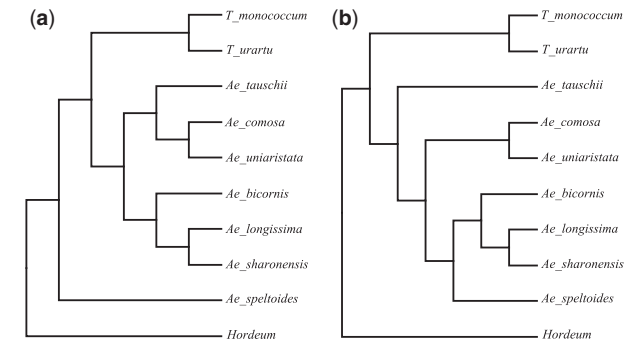 (a)
T_monococcum
T_urartu
Ae_tauschii
Ae_comosa
Ae_uniaristata
Ae_bicornis
Ae_longissima
Ae_sharonensis
Ae_speltoides
Hordeum
(b)
T_monococcum
T_urartu
Ae_tauschii
Ae_comosa
Ae_uniaristata
Ae_bicornis
Ae_longissima
Ae_sharonensis
Ae_speltoides
Hordeum